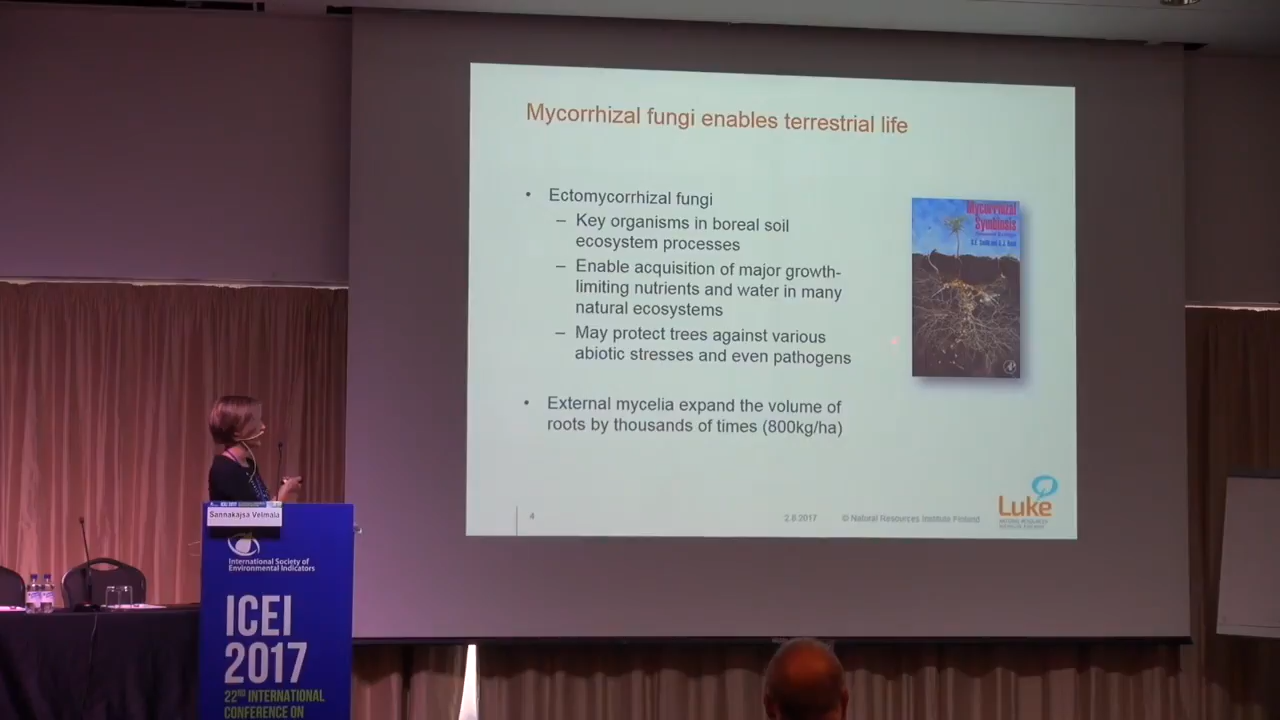 Mycorrhizal fungi enables terrestrial life
• Ectomycorrhizal fungi
– Key organisms in boreal soil
ecosystem processes
– Enable acquisition of major growth-
limiting nutrients and water in many
natural ecosystems
– May protect trees against various
abiotic stresses and even pathogens
• External mycelia expand the volume of
roots by thousands of times (800kg/ha)
Mycorrhizal
Symbiosis
4
2.8.2017
© Natural Resources Institute Finland
Luke
NATURAL RESOURCES
Sannakajsa Velmala
International Society of
Environmental Indicators
ICEI
2017
22ND INTERNATIONAL
CONFERENCE ON